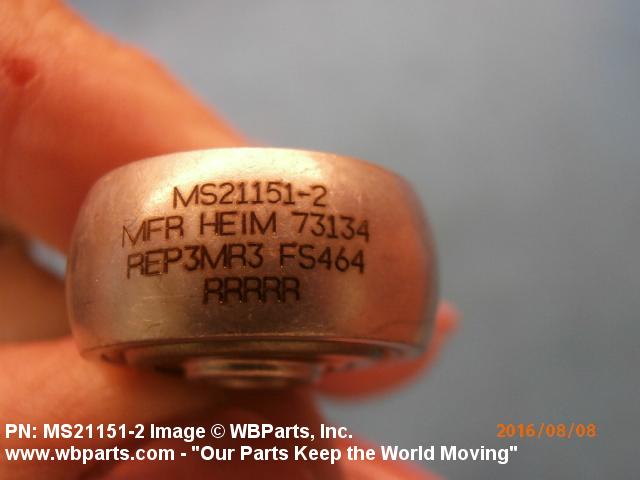 MS21151-2
MFR HEIM 73134
REP3MR3 FS464
RRRRR
PN: MS21151-2 Image © WBParts, Inc.
2016/08/08
www.wbparts.com - "Our Parts Keep the World Moving"